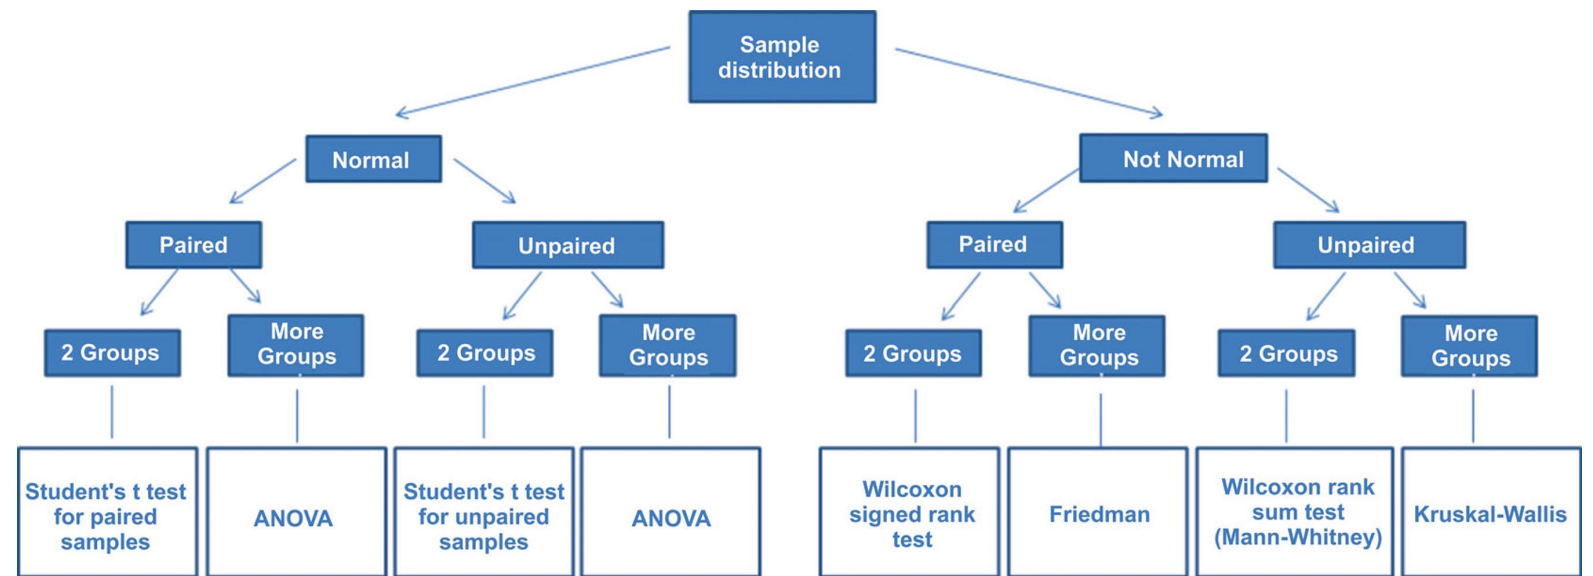 Sample
distribution
Normal
Not Normal
Paired
Unpaired
Paired
Unpaired
2 Groups
More
Groups
2 Groups
More
Groups
2 Groups
More
Groups
2 Groups
More
Groups
Student's t test
for paired
samples
ANOVA
Student's t test
for unpaired
samples
ANOVA
Wilcoxon
signed rank
test
Friedman
Wilcoxon rank
sum test
(Mann-Whitney)
Kruskal-Wallis